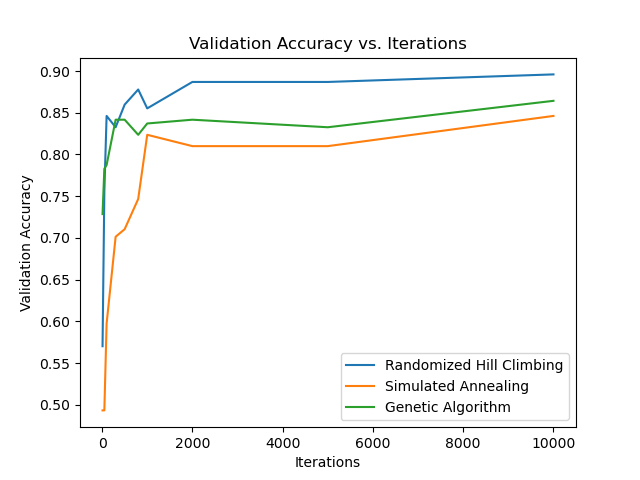 Validation Accuracy vs. Iterations
0.90
0.85
0.80
0.75
0.70
0.65
0.60
0.55
0.50
Validation Accuracy
Randomized Hill Climbing
Simulated Annealing
Genetic Algorithm
0 2000 4000 6000 8000 10000
Iterations